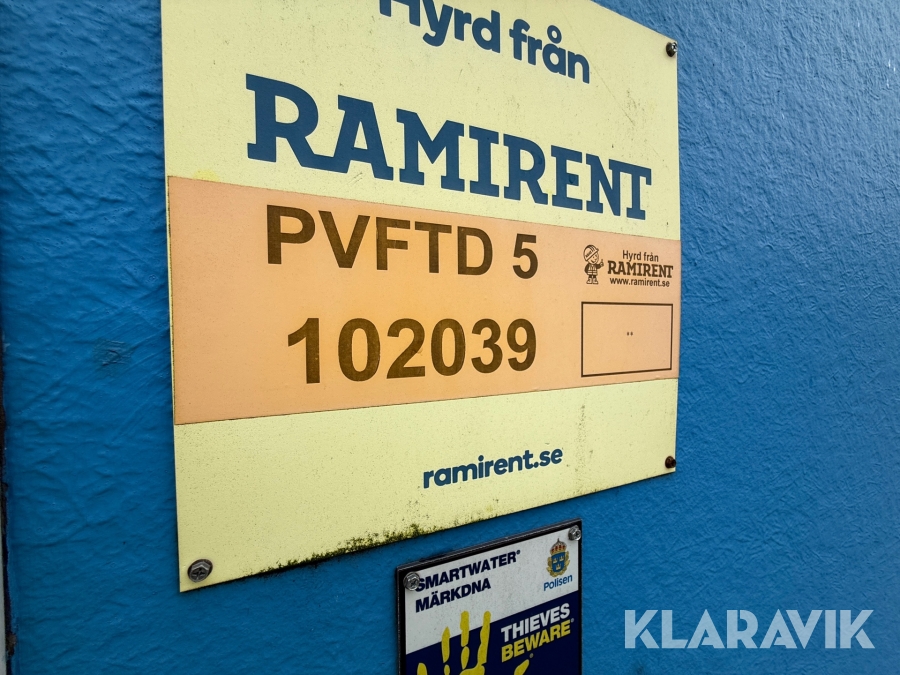 Hyrd från
RAMIRENT
PVFTD 5
102039
Hyrd från
RAMIRENT
www.ramirent.se
**
ramirent.se
SMARTWATER®
MÄRKDNA
Polisen
THIEVES
BEWARE®
KLARAVIK